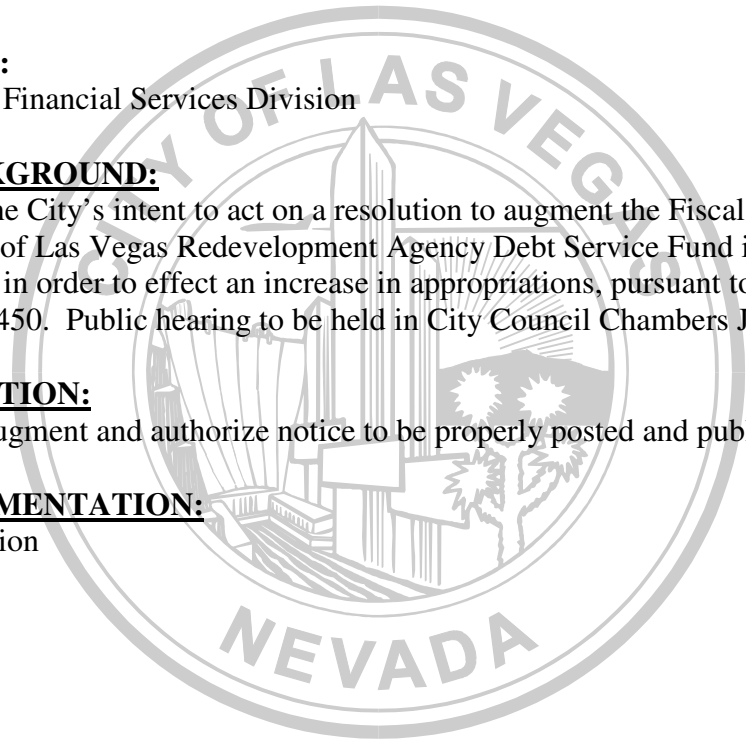 :
Financial Services Division
KGROUND:
he City's intent to act on a resolution to augment the Fiscal
of Las Vegas Redevelopment Agency Debt Service Fund i
in order to effect an increase in appropriations, pursuant to
450. Public hearing to be held in City Council Chambers J
TION:
ugment and authorize notice to be properly posted and pub
MENTATION:
ion
CITY OF LAS VEGAS
NEVADA